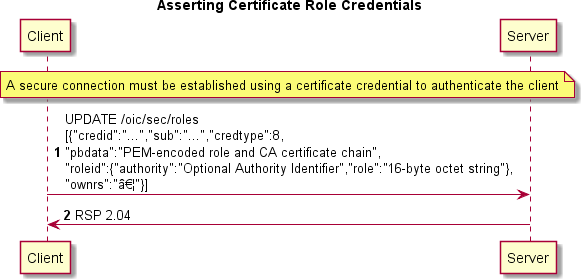 Asserting Certificate Role Credentials
Client Server
A secure connection must be established using a certificate credential to authenticate the client
UPDATE /oic/sec/roles
[{"credid":"...","sub":"...","credtype":8,
1 "pbdata":"PEM-encoded role and CA certificate chain",
"roleid":{"authority":"Optional Authority Identifier","role":"16-byte octet string"},
"ownrs":"â€¦"}]
2 RSP 2.04
Client Server